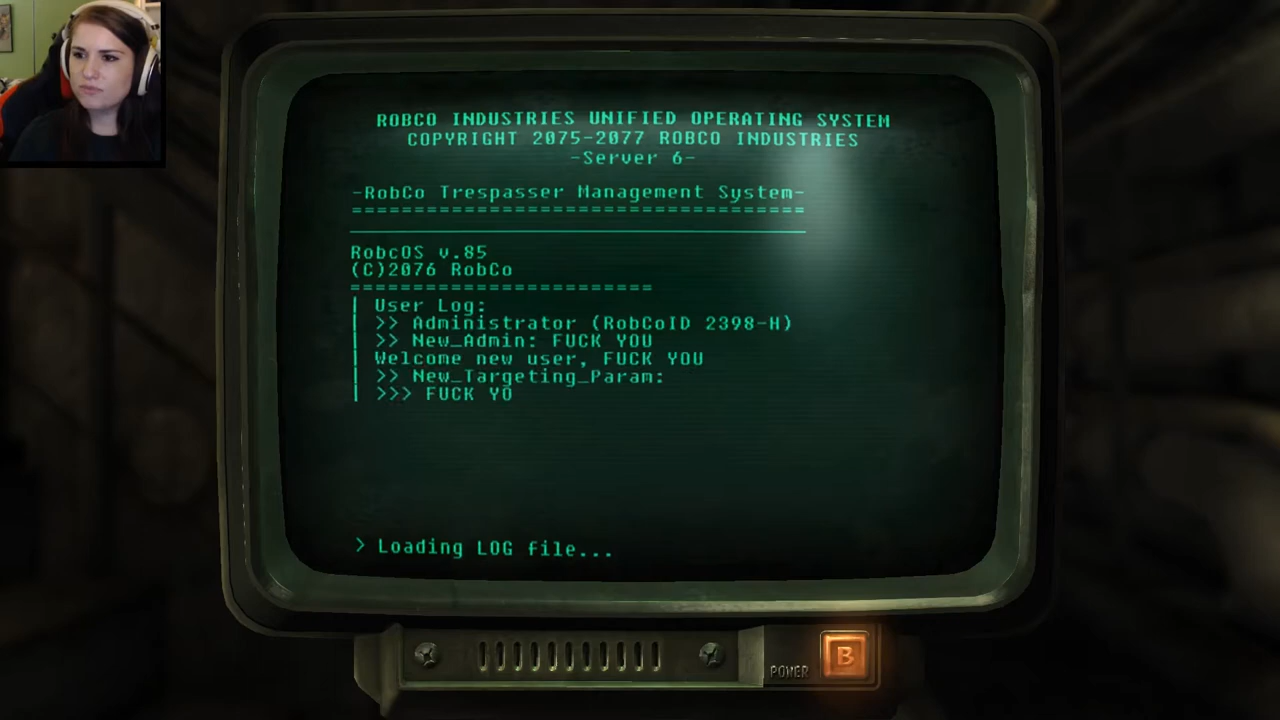 ROBCO INDUSTRIES UNIFIED OPERATING SYSTEM
COPYRIGHT 2075-2077 ROBCO INDUSTRIES
-Server 6-
-RobCo Trespasser Management System-
====================================
RobcOS v.85
(C)2076 RobCo
========================
| User Log:
| >> Administrator (RobCoID 2398-H)
| >> New_Admin: FUCK YOU
| Welcome new user, FUCK YOU
| >> New_Targeting_Param:
| >>> FUCK YO
> Loading LOG file...
POWER B